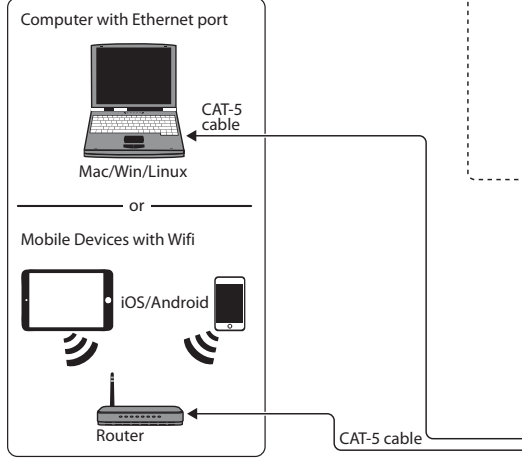 Computer with Ethernet port
CAT-5
cable
Mac/Win/Linux
or
Mobile Devices with Wifi
iOS/Android
Router
CAT-5 cable